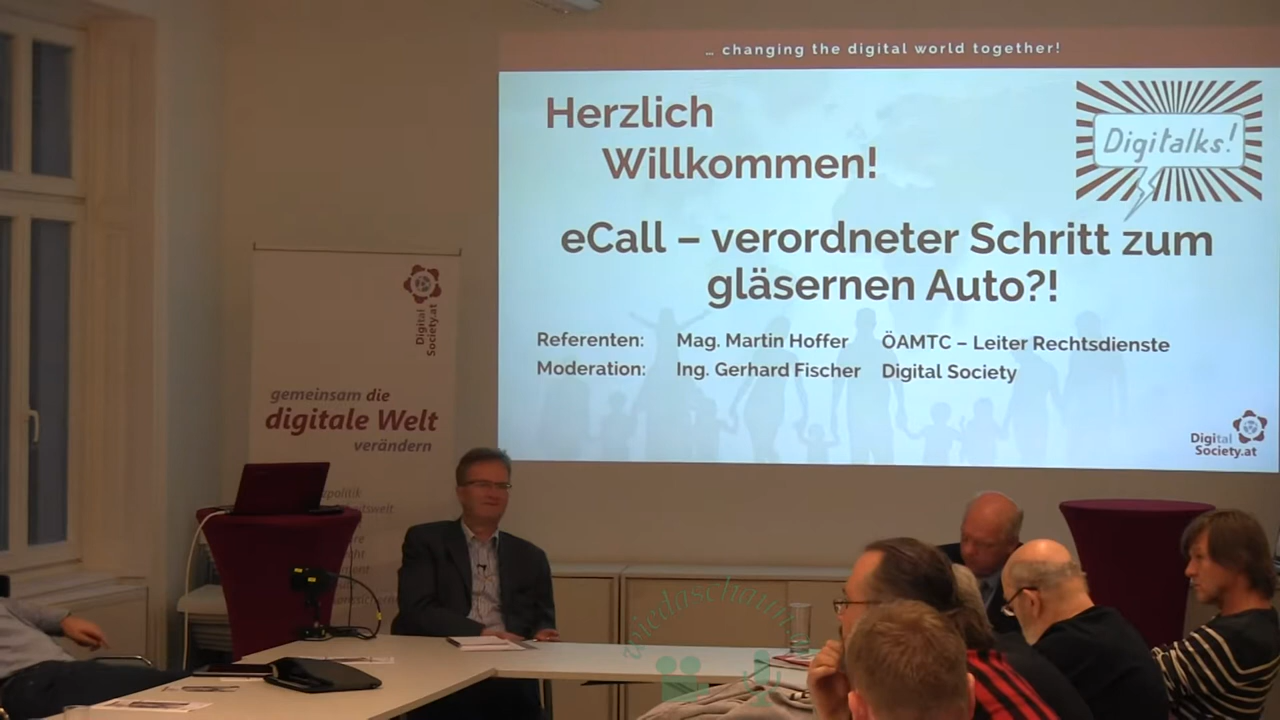 … changing the digital world together!
Herzlich
Willkommen!
Digitalks!
eCall – verordneter Schritt zum
gläsernen Auto?!
Referenten: Mag. Martin Hoffer ÖAMTC – Leiter Rechtsdienste
Moderation: Ing. Gerhard Fischer Digital Society
Digital
Society.at
Digital
Society.at
gemeinsam die
digitale Welt
verändern